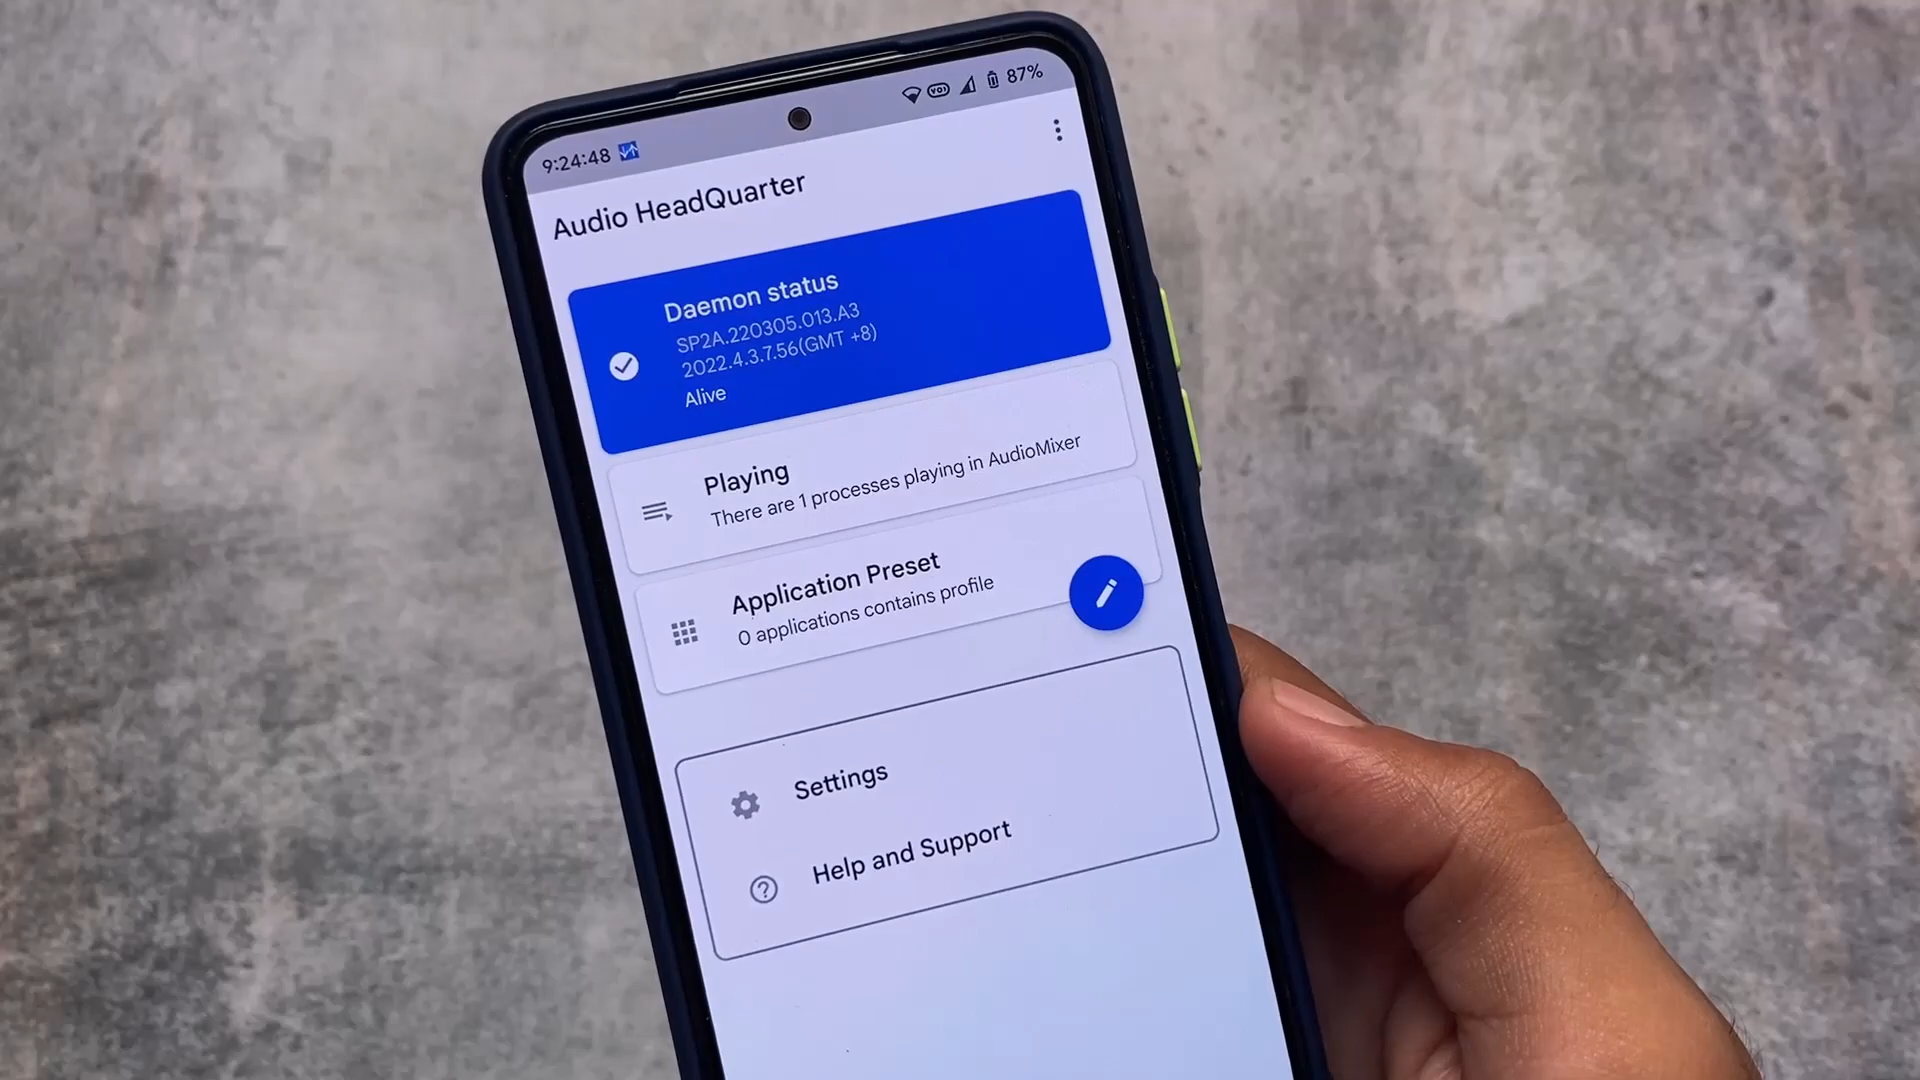 9:24:48
87%
Audio HeadQuarter
Daemon status
SP2A.220305.013.A3
2022.4.3.7.56(GMT +8)
Alive
Playing
There are 1 processes playing in AudioMixer
Application Preset
0 applications contains profile
Settings
Help and Support